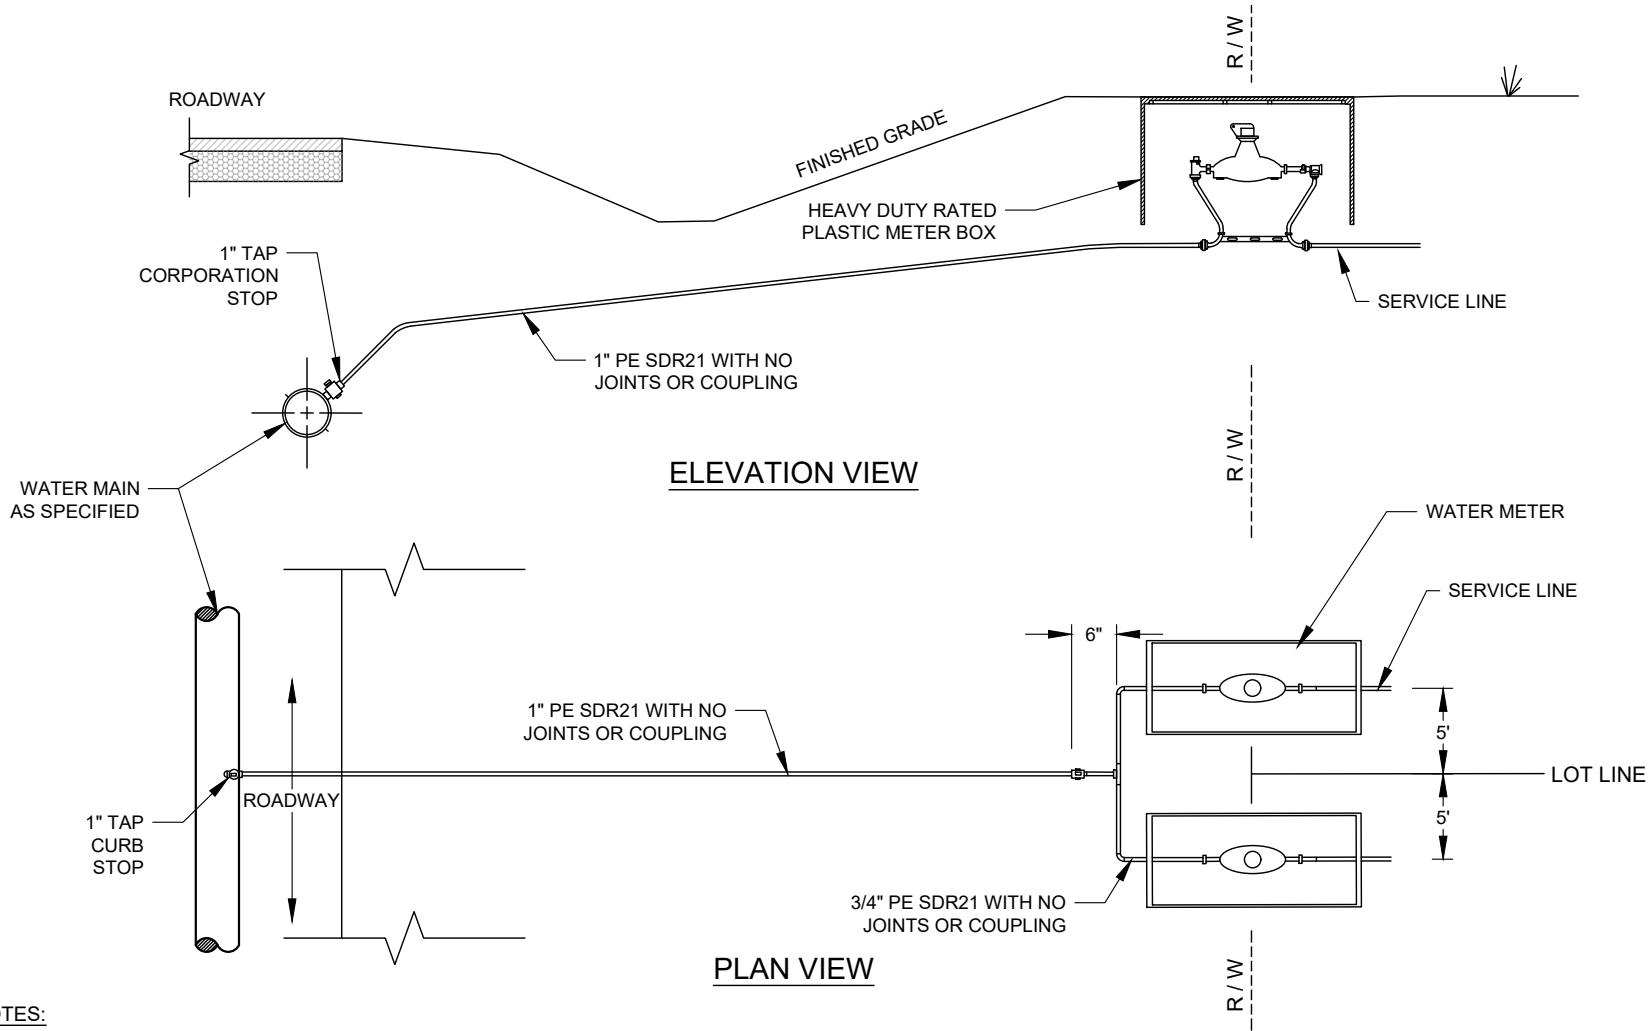 R / W
ROADWAY
FINISHED GRADE
HEAVY DUTY RATED
PLASTIC METER BOX
1" TAP
CORPORATION
STOP
SERVICE LINE
1" PE SDR21 WITH NO
JOINTS OR COUPLING
R / W
ELEVATION VIEW
WATER MAIN
AS SPECIFIED
WATER METER
SERVICE LINE
6"
1" PE SDR21 WITH NO
JOINTS OR COUPLING
5'
LOT LINE
ROADWAY
5'
1" TAP
CURB
STOP
3/4" PE SDR21 WITH NO
JOINTS OR COUPLING
PLAN VIEW
R / W
OTES: